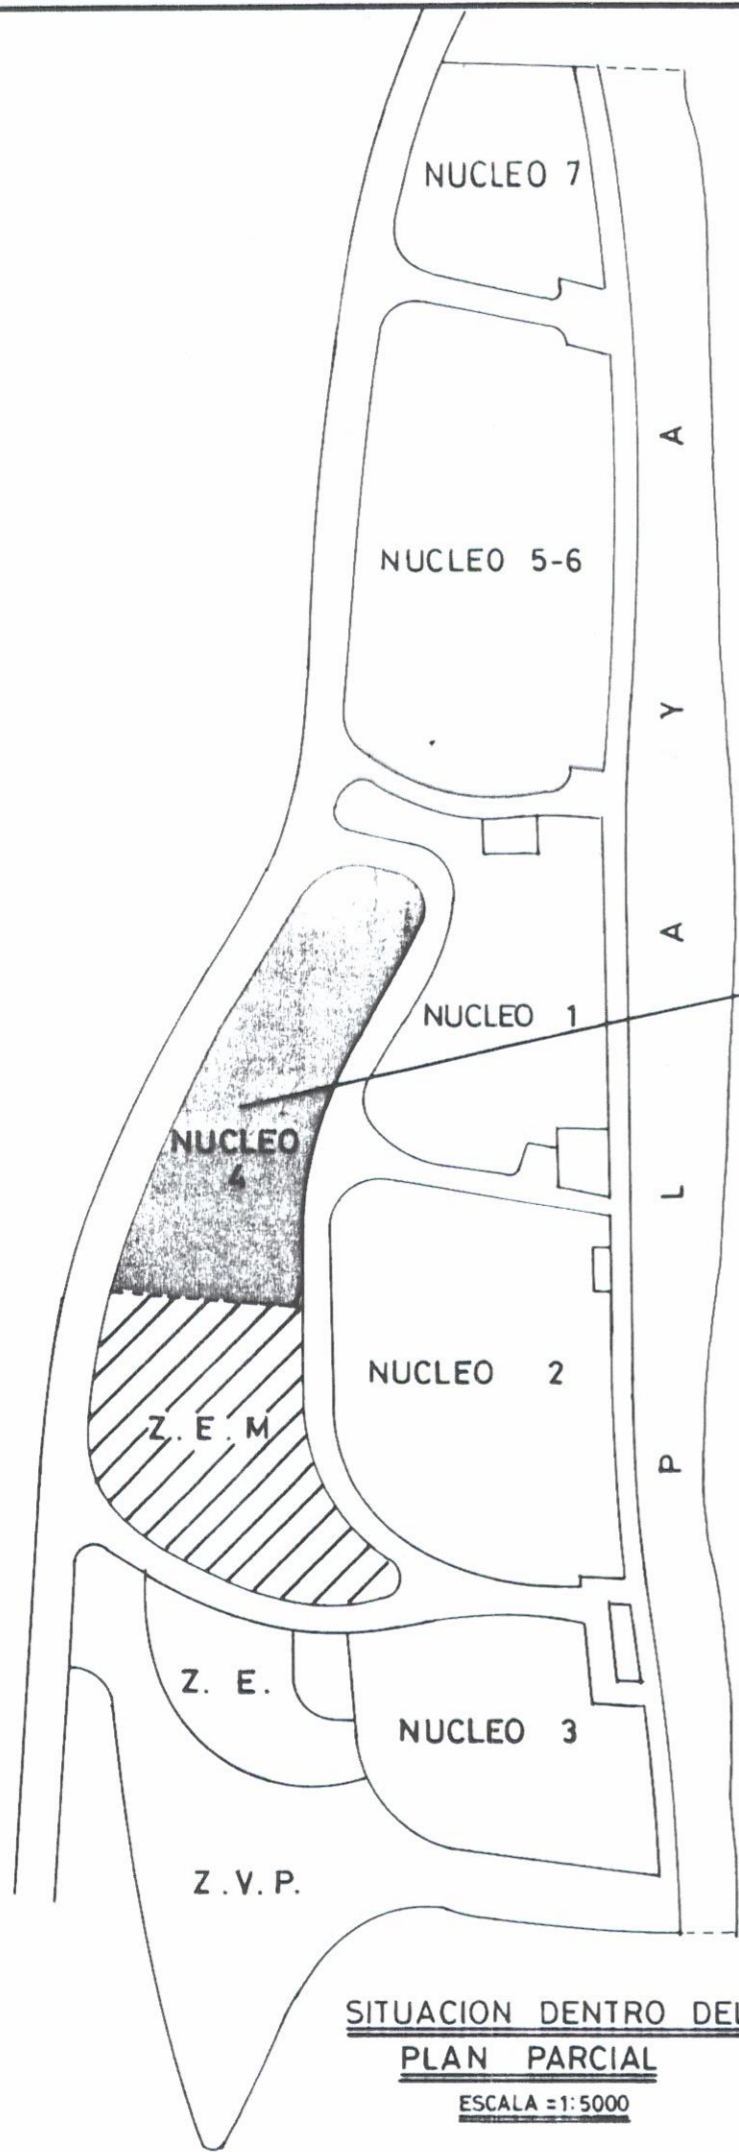 NUCLEO 7
NUCLEO 5-6
NUCLEO 1
NUCLEO
4
NUCLEO 2
Z.E.M
Z. E.
NUCLEO 3
Z.V.P.
P L A Y A
SITUACION DENTRO DEL
PLAN PARCIAL
ESCALA = 1:5000